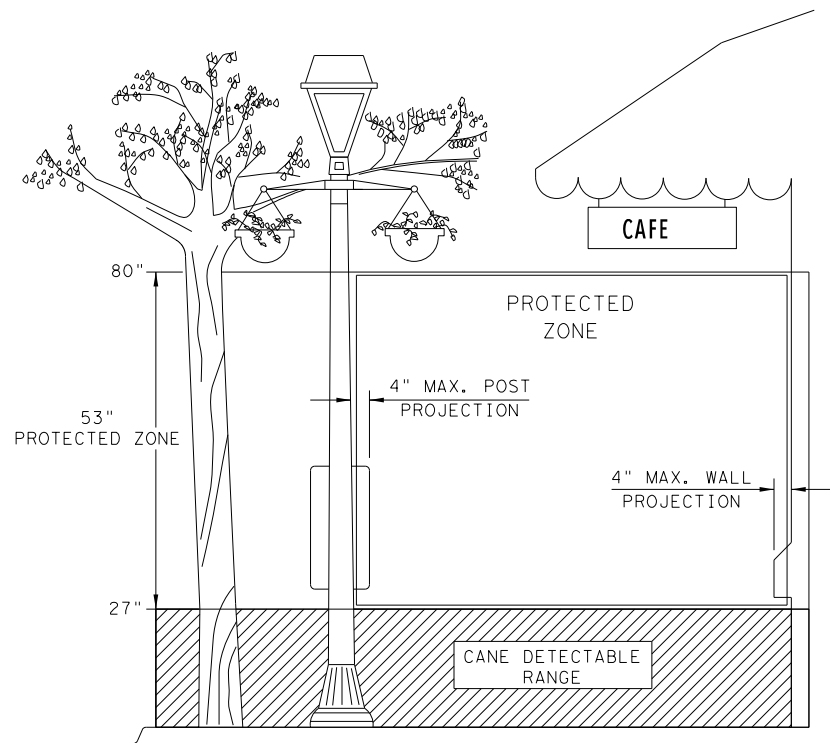 CAFE
80"
PROTECTED
ZONE
4" MAX. POST
PROJECTION
53"
PROTECTED ZONE
4" MAX. WALL
PROJECTION
27"
CANE DETECTABLE
RANGE